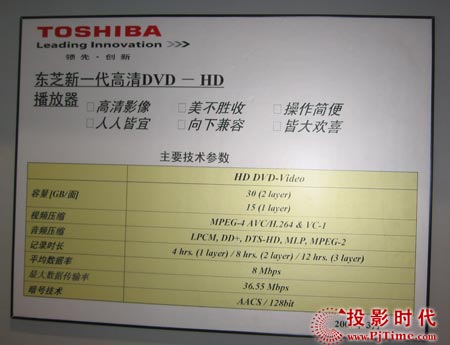 TOSHIBA
Leading Innovation >>>
领先·创新
东芝新一代高清DVD － HD
播放器
□高清影像 □美不胜收 □操作简便
□人人皆宜 □向下兼容 □皆大欢喜
主要技术参数
HD DVD-Video
容量[GB/面] 30 (2 layer)
15 (1 layer)
视频压缩 MPEG-4 AVC/H.264 & VC-1
音频压缩 LPCM, DD+, DTS-HD, MLP, MPEG-2
记录时长 4 hrs. (1 layer) / 8 hrs. (2 layer) / 12 hrs. (3 layer)
平均数据率 8 Mbps
最大数据传输率 36.55 Mbps
暗号技术 AACS / 128bit
投影时代
www.PjTime.com